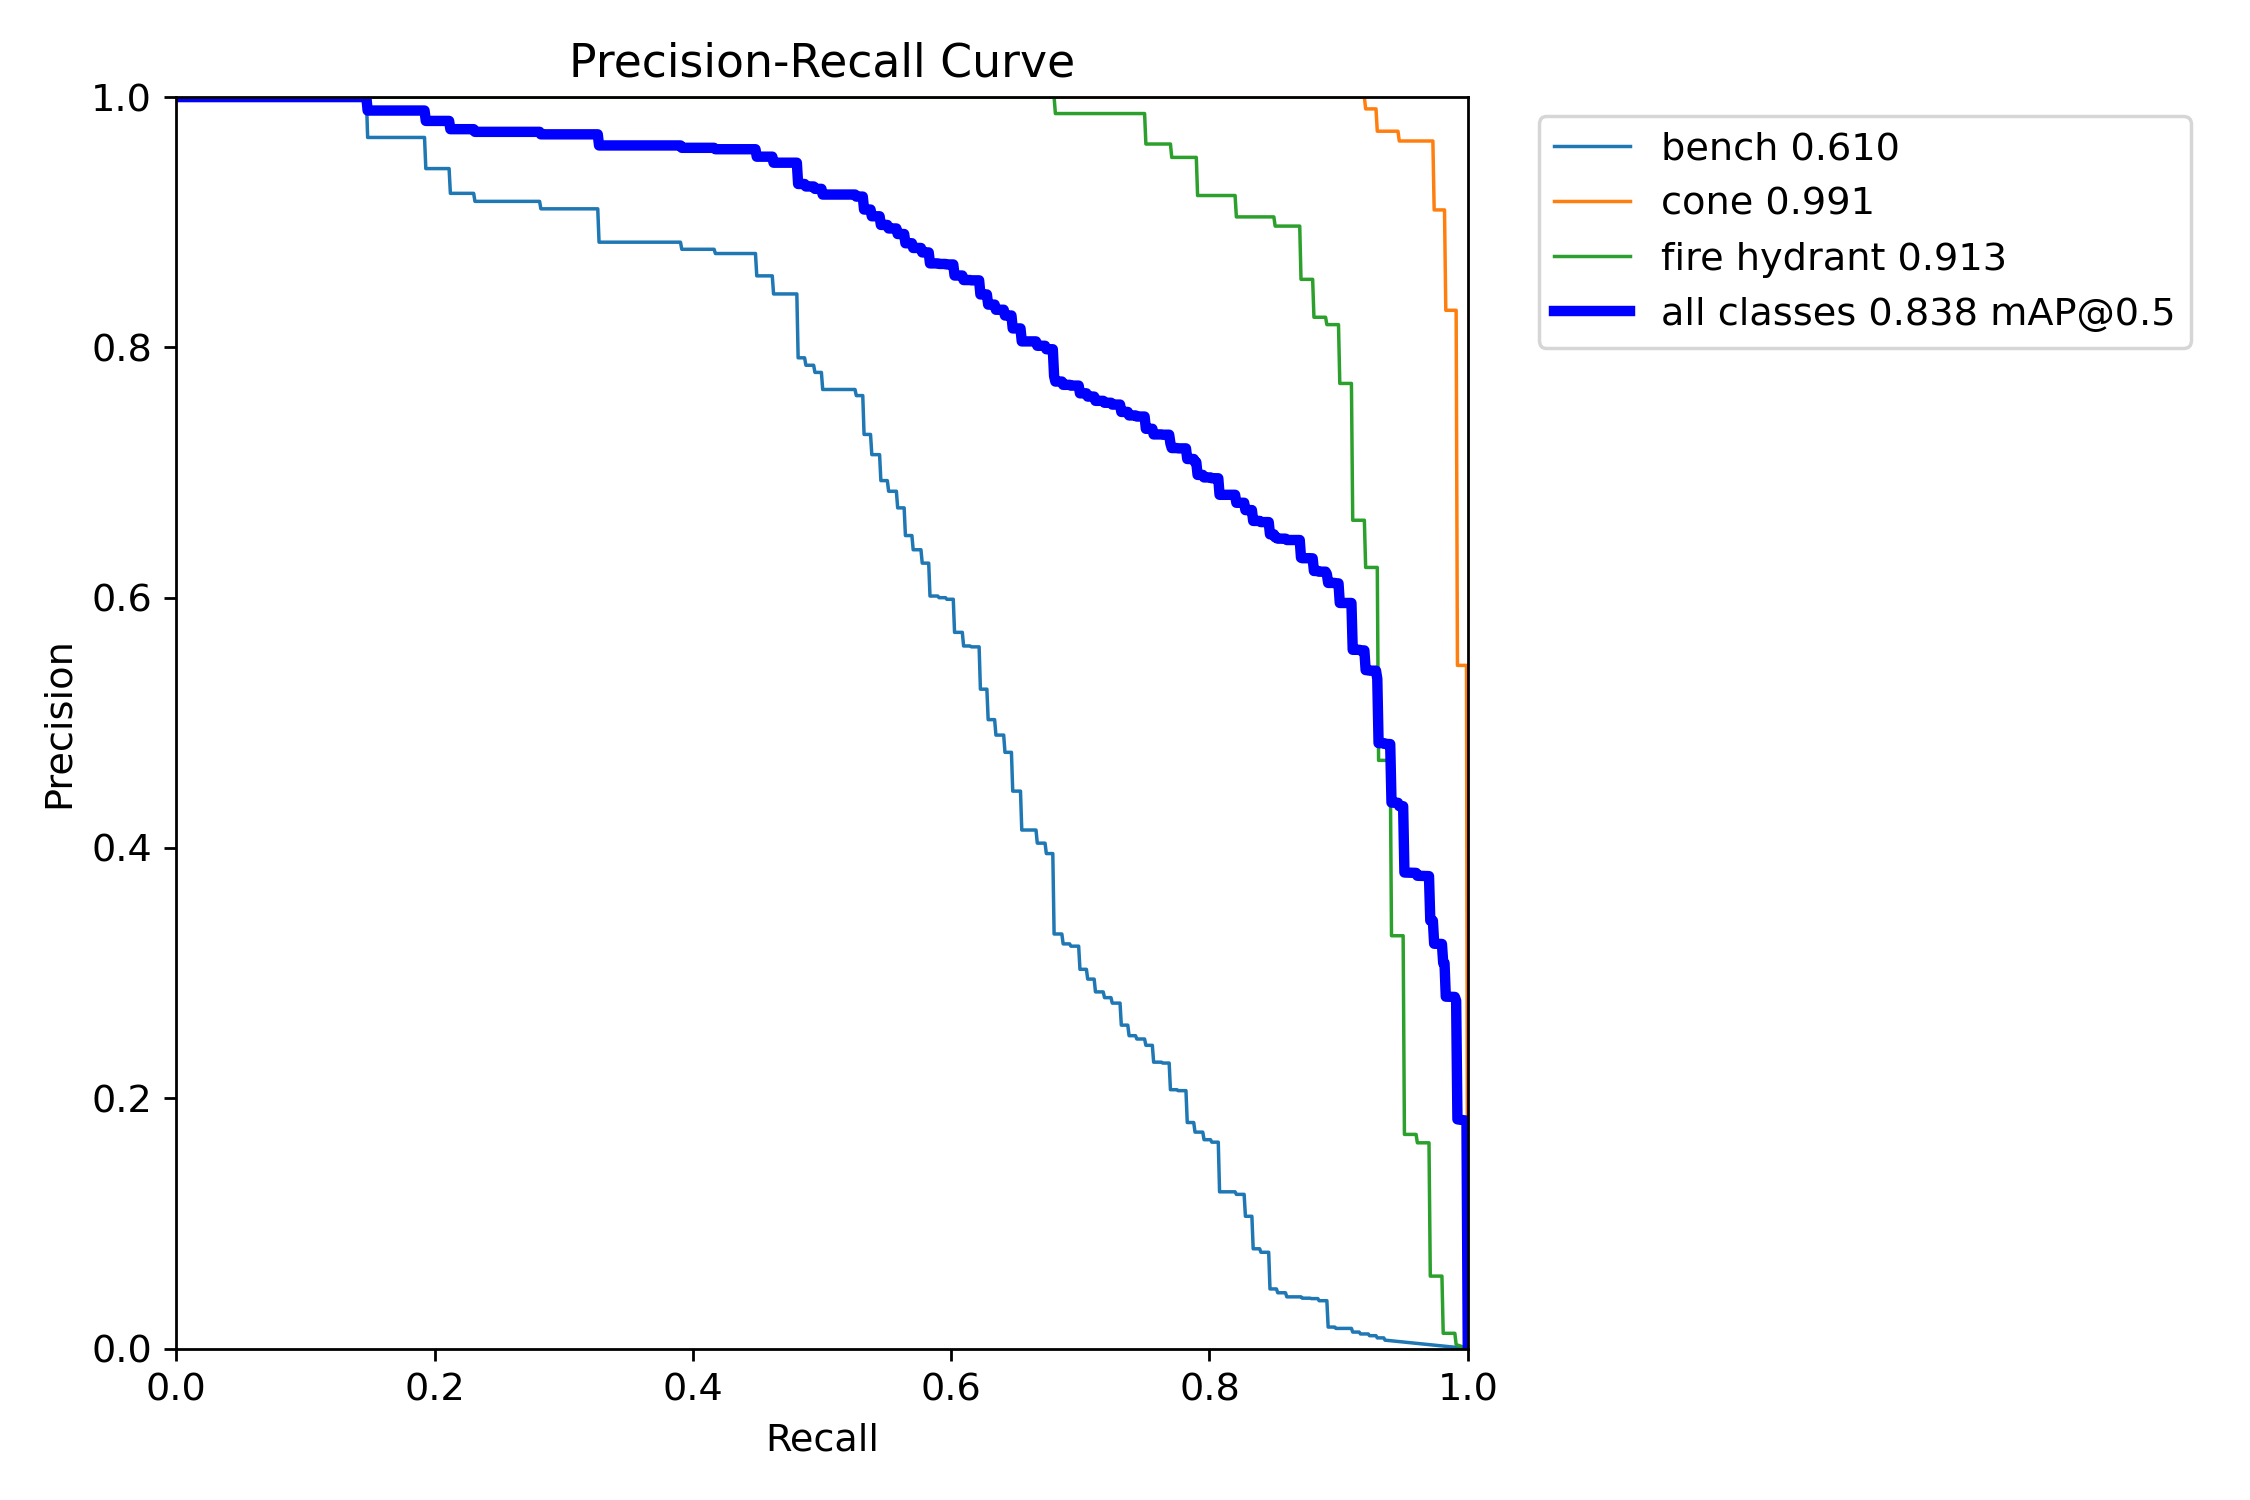 Precision-Recall Curve
1.0
0.8
0.6
0.4
0.2
0.0
Precision
0.0 0.2 0.4 0.6 0.8 1.0
Recall
bench 0.610
cone 0.991
fire hydrant 0.913
all classes 0.838 mAP@0.5